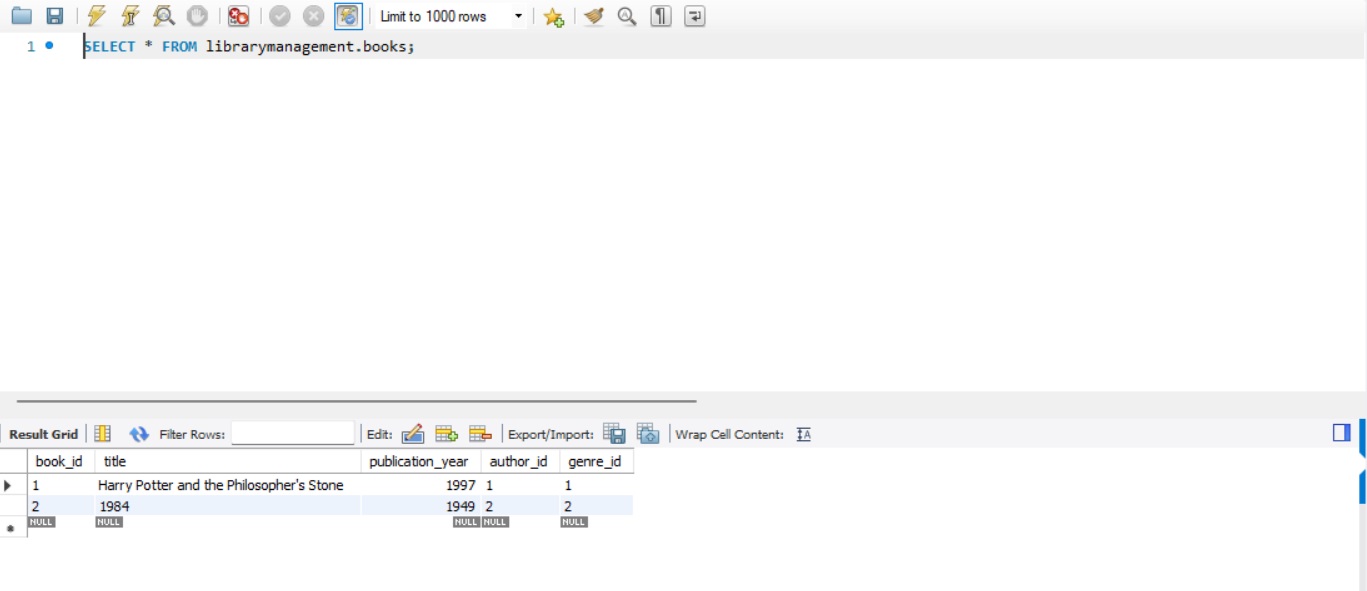 Limit to 1000 rows
1 SELECT * FROM librarymanagement.books;
Result Grid Filter Rows: Edit: Export/Import: Wrap Cell Content: IA
book_id title publication_year author_id genre_id
1 Harry Potter and the Philosopher's Stone 1997 1 1
2 1984 1949 2 2
NULL NULL NULL NULL NULL